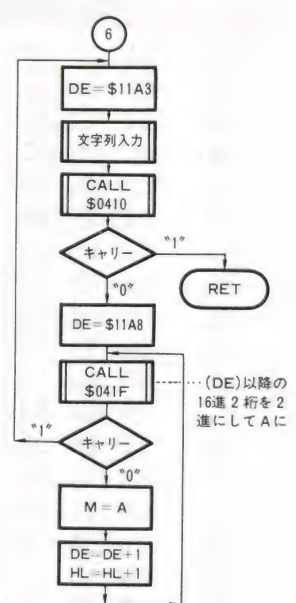 6
DE=$11A3
文字列入力
CALL
$0410
キャリー
"1"
RET
"0"
DE=$11A8
CALL
$041F
(DE)以降の
16進2桁を2
進にしてAに
"1"
キャリー
"0"
M=A
DE=DE+1
HL=HL+1